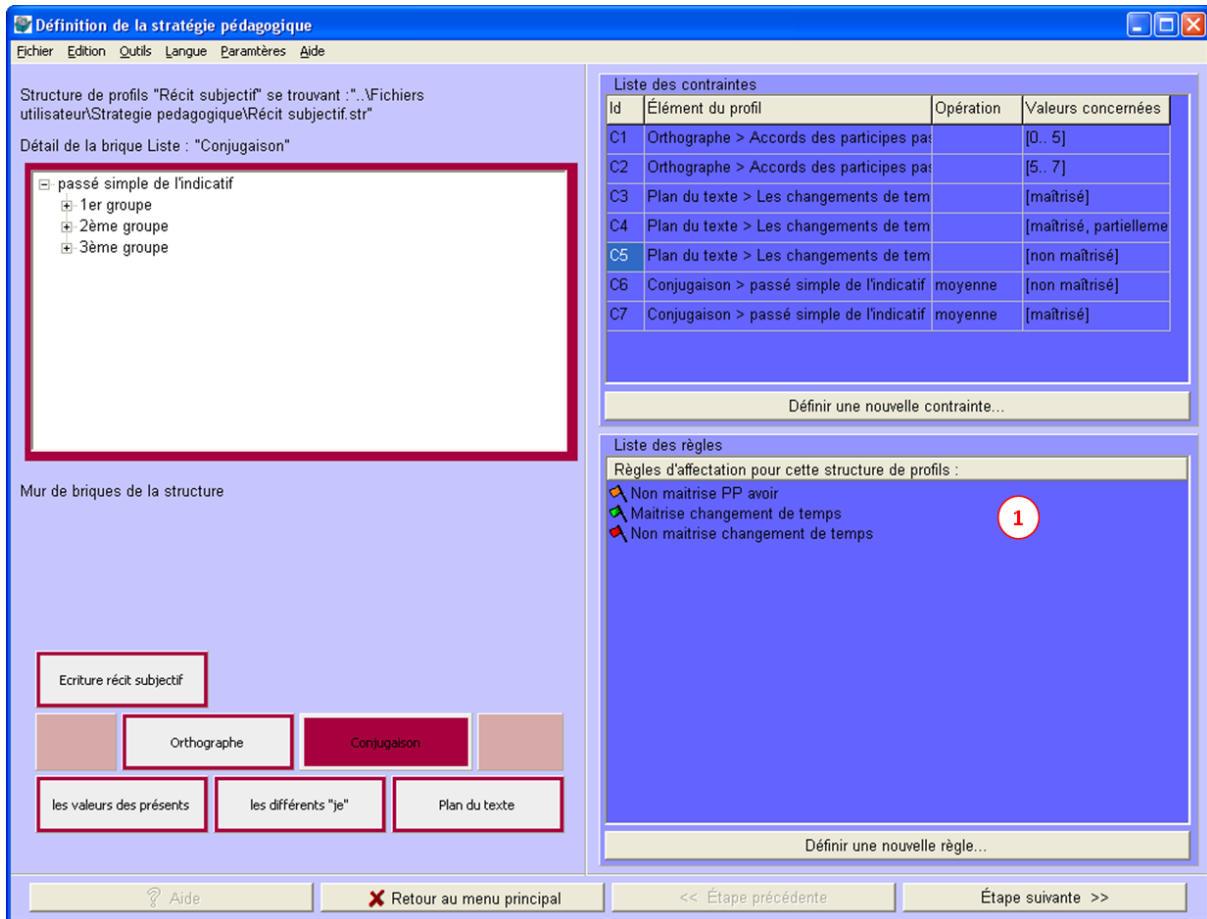 Définition de la stratégie pédagogique
Fichier Edition Outils Langue Paramtères Aide
Structure de profils "Récit subjectif" se trouvant :"..\Fichiers
utilisateur\Strategie pedagogique\Récit subjectif.str"
Détail de la brique Liste : "Conjugaison"
passé simple de l'indicatif
1er groupe
2ème groupe
3ème groupe
Mur de briques de la structure
Ecriture récit subjectif
Orthographe Conjugaison
les valeurs des présents les différents "je" Plan du texte
Liste des contraintes
Id Élément du profil Opération Valeurs concernées
C1 Orthographe > Accords des participes pas [0.. 5]
C2 Orthographe > Accords des participes pas [5.. 7]
C3 Plan du texte > Les changements de tem [maîtrisé]
C4 Plan du texte > Les changements de tem [maîtrisé, partielleme
C5 Plan du texte > Les changements de tem [non maîtrisé]
C6 Conjugaison > passé simple de l'indicatif moyenne [non maîtrisé]
C7 Conjugaison > passé simple de l'indicatif moyenne [maîtrisé]
Définir une nouvelle contrainte...
Liste des règles
Règles d'affectation pour cette structure de profils :
Non maitrise PP avoir
Maitrise changement de temps
Non maitrise changement de temps
1
Définir une nouvelle règle...
? Aide Retour au menu principal << Étape précédente Étape suivante >>